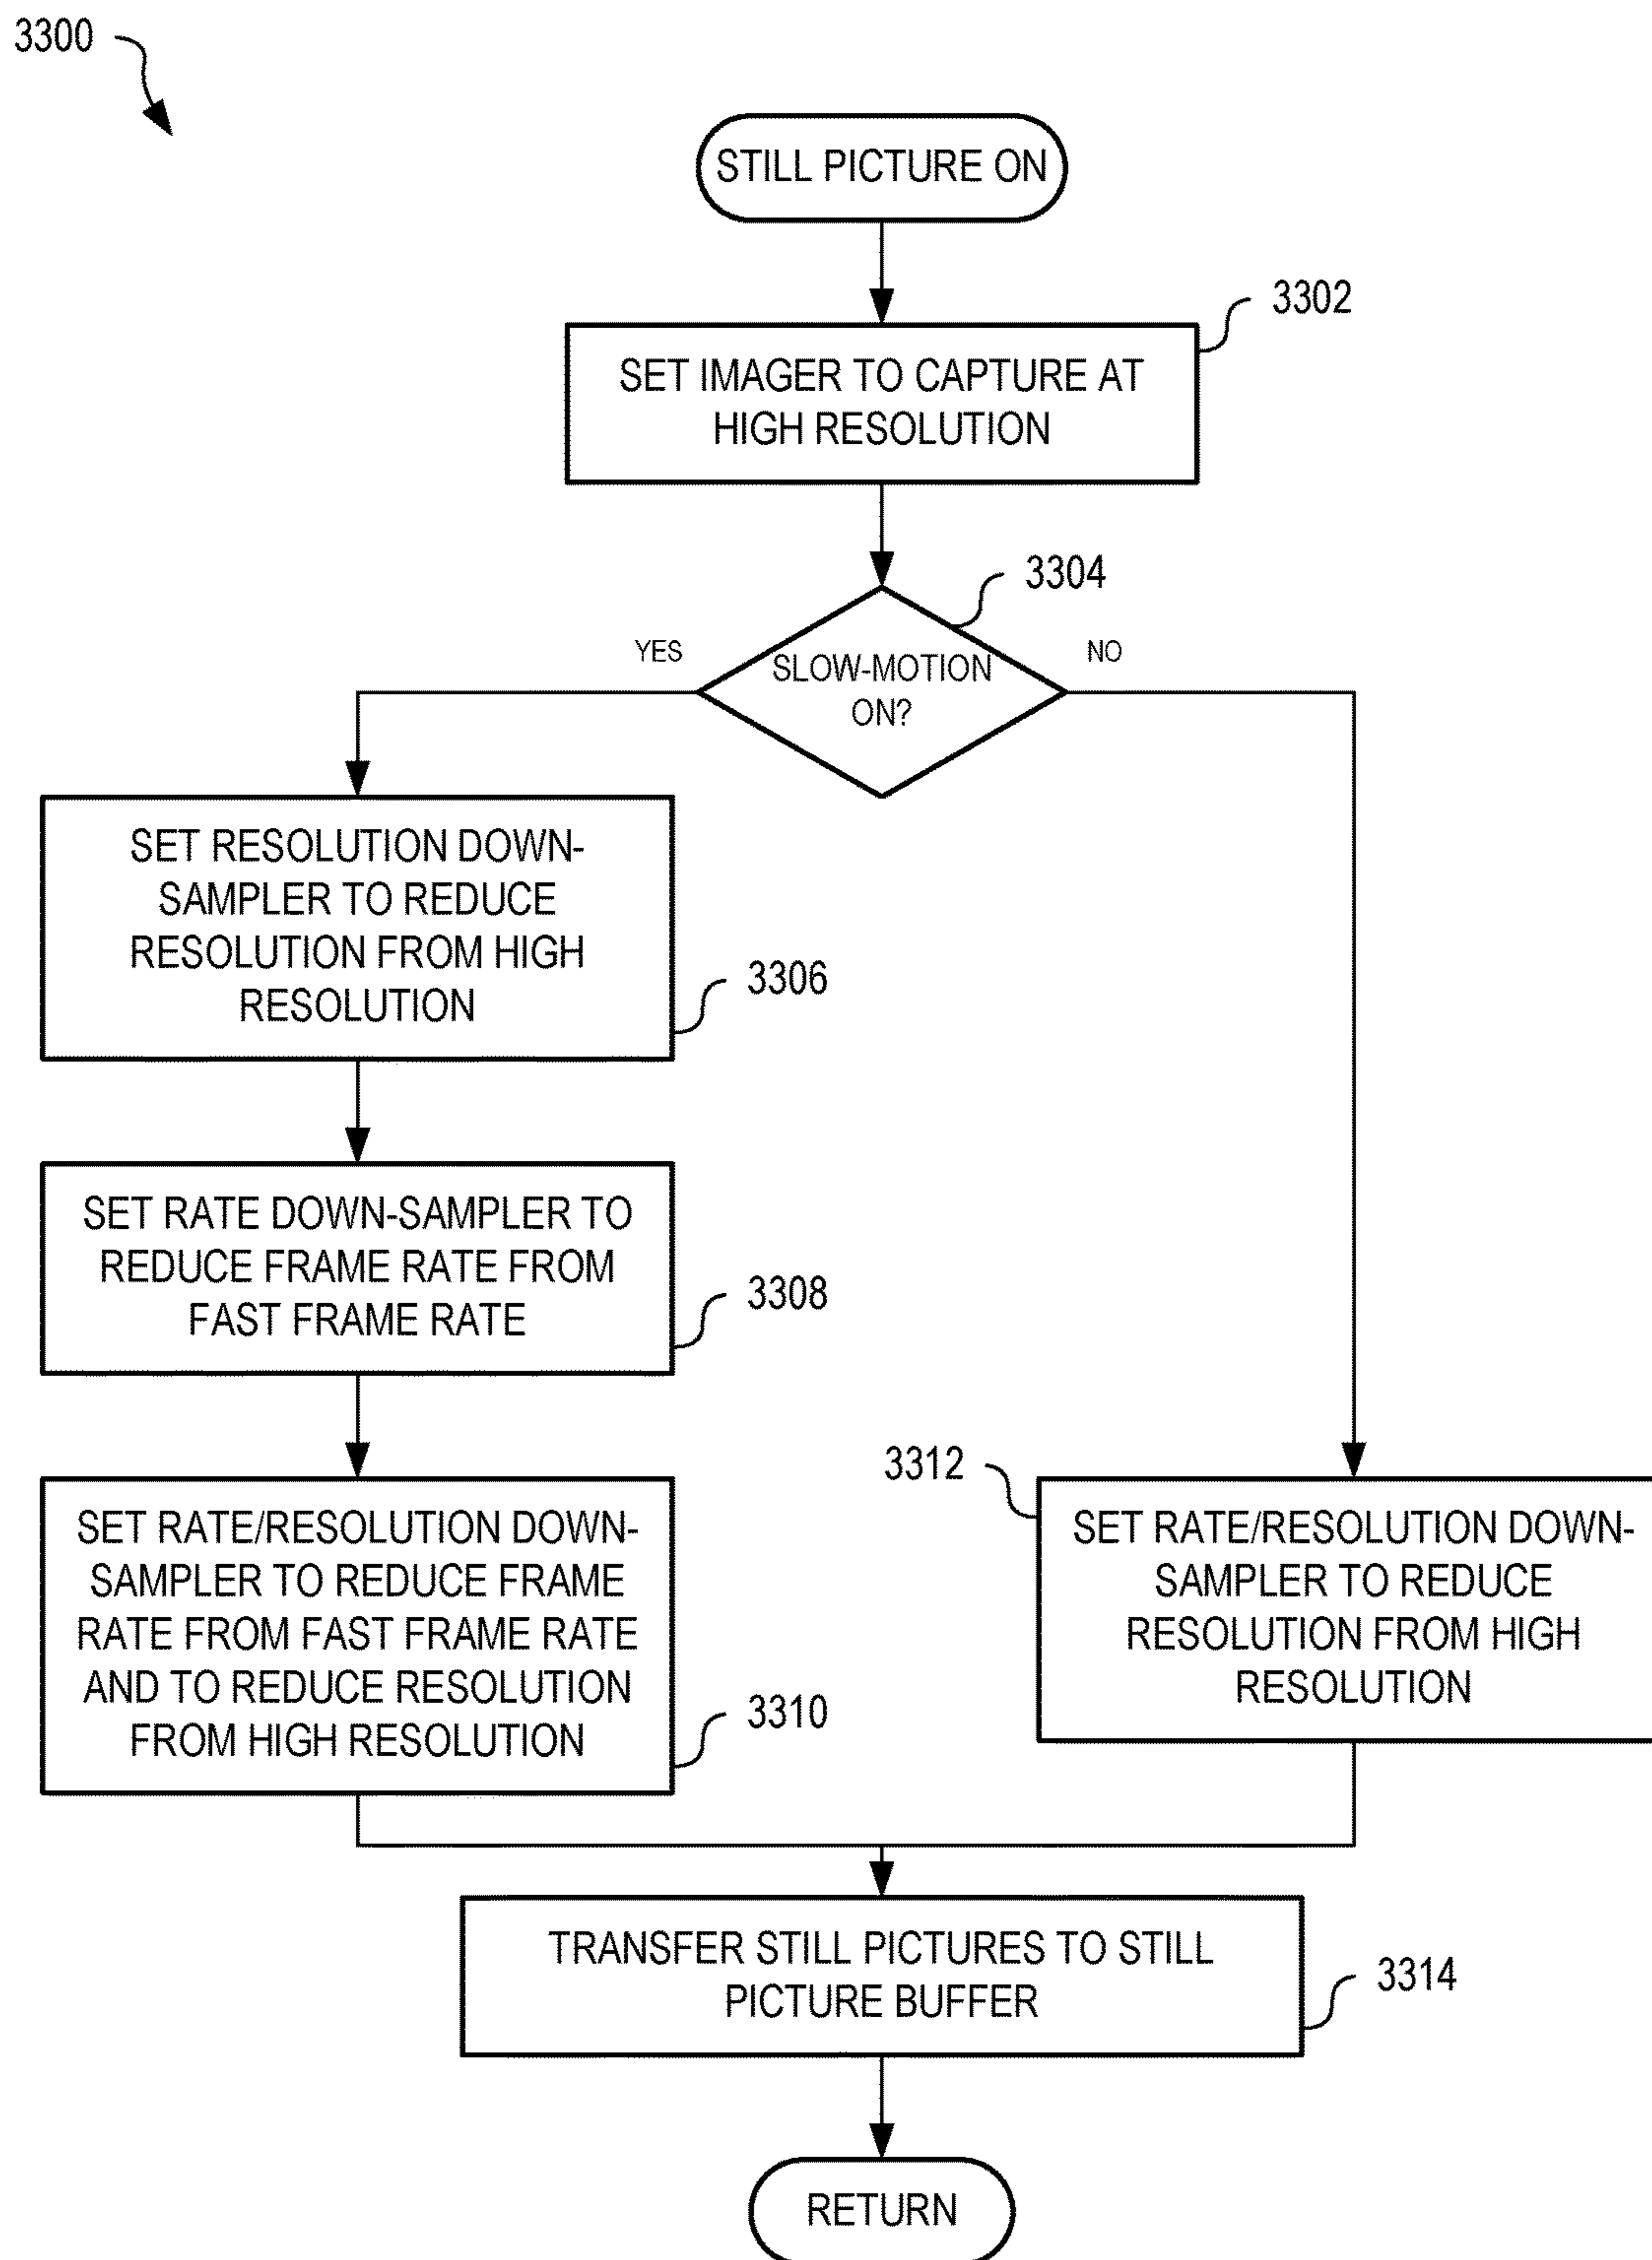 3300
STILL PICTURE ON
3302
SET IMAGER TO CAPTURE AT
HIGH RESOLUTION
3304
YES
NO
SLOW-MOTION
ON?
SET RESOLUTION DOWN-
SAMPLER TO REDUCE
RESOLUTION FROM HIGH
RESOLUTION
3306
SET RATE DOWN-SAMPLER TO
REDUCE FRAME RATE FROM
FAST FRAME RATE
3308
SET RATE/RESOLUTION DOWN-
SAMPLER TO REDUCE FRAME
RATE FROM FAST FRAME RATE
AND TO REDUCE RESOLUTION
FROM HIGH RESOLUTION
3310
3312
SET RATE/RESOLUTION DOWN-
SAMPLER TO REDUCE
RESOLUTION FROM HIGH
RESOLUTION
TRANSFER STILL PICTURES TO STILL
PICTURE BUFFER
3314
RETURN